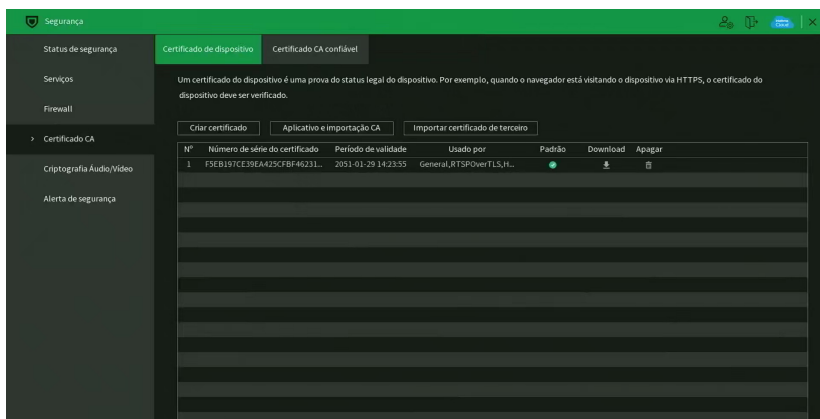 Segurança
Status de segurança
Serviços
Firewall
> Certificado CA
Criptografia Áudio/Vídeo
Alerta de segurança
Certificado de dispositivo Certificado CA confiável
Um certificado do dispositivo é uma prova do status legal do dispositivo. Por exemplo, quando o navegador está visitando o dispositivo via HTTPS, o certificado do
dispositivo deve ser verificado.
Criar certificado Aplicativo e importação CA Importar certificado de terceiro
Nº Número de série do certificado Período de validade Usado por Padrão Download Apagar
1 F5EB197CE39EA425CFBF46231... 2051-01-29 14:23:55 General,RTSPOverTLS,H...